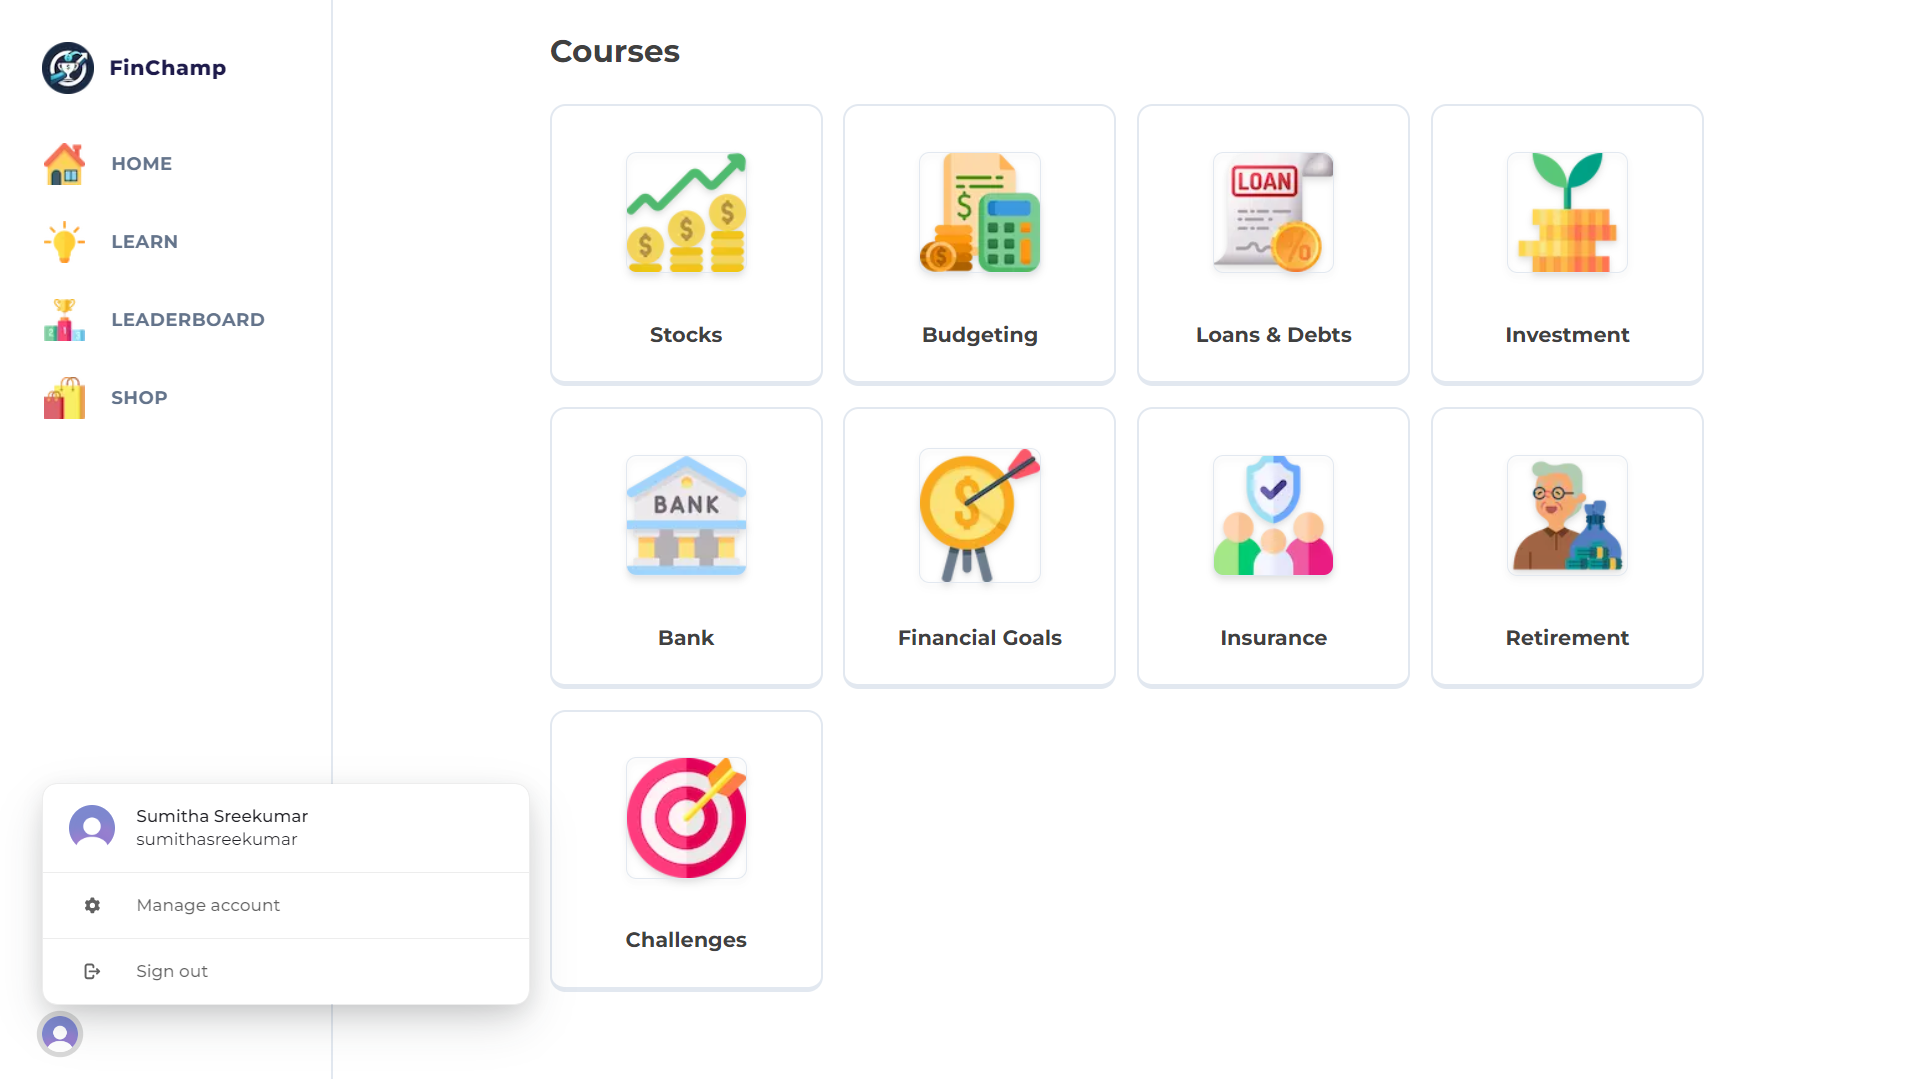 FinChamp
HOME
LEARN
LEADERBOARD
SHOP
Courses
Stocks
Budgeting
LOAN
%
Loans & Debts
Investment
BANK
Bank
Financial Goals
Insurance
Retirement
Challenges
Sumitha Sreekumar
sumithasreekumar
Manage account
Sign out